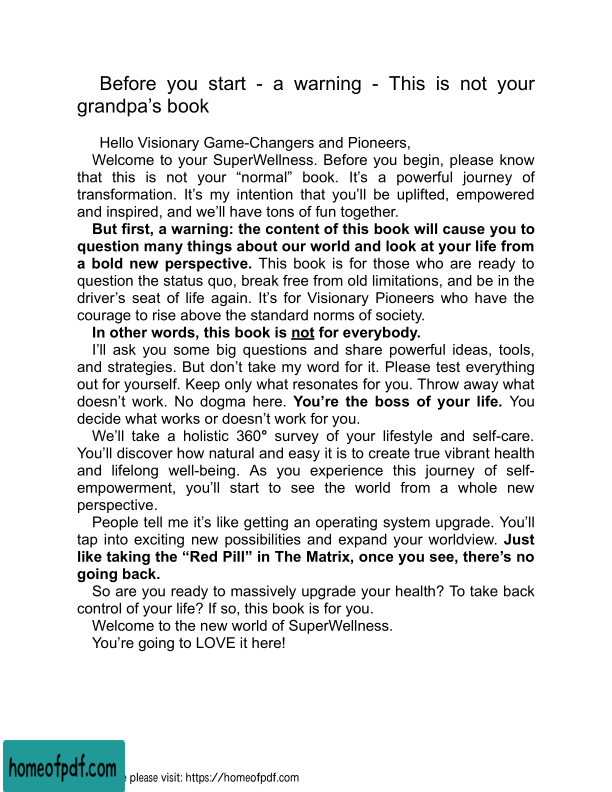 Before you start - a warning - This is not your
grandpa’s book
Hello Visionary Game-Changers and Pioneers,
Welcome to your SuperWellness. Before you begin, please know
that this is not your “normal” book. It’s a powerful journey of
transformation. It’s my intention that you’ll be uplifted, empowered
and inspired, and we’ll have tons of fun together.
But first, a warning: the content of this book will cause you to
question many things about our world and look at your life from
a bold new perspective. This book is for those who are ready to
question the status quo, break free from old limitations, and be in the
driver’s seat of life again. It’s for Visionary Pioneers who have the
courage to rise above the standard norms of society.
In other words, this book is not for everybody.
I’ll ask you some big questions and share powerful ideas, tools,
and strategies. But don’t take my word for it. Please test everything
out for yourself. Keep only what resonates for you. Throw away what
doesn’t work. No dogma here. You’re the boss of your life. You
decide what works or doesn’t work for you.
We’ll take a holistic 360° survey of your lifestyle and self-care.
You’ll discover how natural and easy it is to create true vibrant health
and lifelong well-being. As you experience this journey of self-
empowerment, you’ll start to see the world from a whole new
perspective.
People tell me it’s like getting an operating system upgrade. You’ll
tap into exciting new possibilities and expand your worldview. Just
like taking the “Red Pill” in The Matrix, once you see, there’s no
going back.
So are you ready to massively upgrade your health? To take back
control of your life? If so, this book is for you.
Welcome to the new world of SuperWellness.
You’re going to LOVE it here!
homeofpdf.com
please visit: https://homeofpdf.com